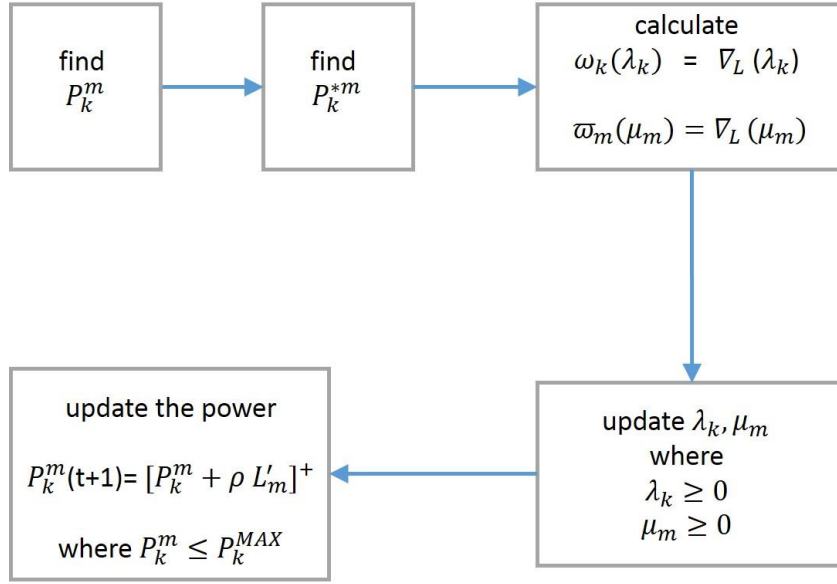 find
P_k^m
find
P_k^{*m}
calculate
ω_k(λ_k) = ∇_L (λ_k)
ϖ_m(μ_m) = ∇_L (μ_m)
update λ_k, μ_m
where
λ_k ≥ 0
μ_m ≥ 0
update the power
P_k^m(t+1)= [P_k^m + ρ L'_m]^+
where P_k^m ≤ P_k^{MAX}